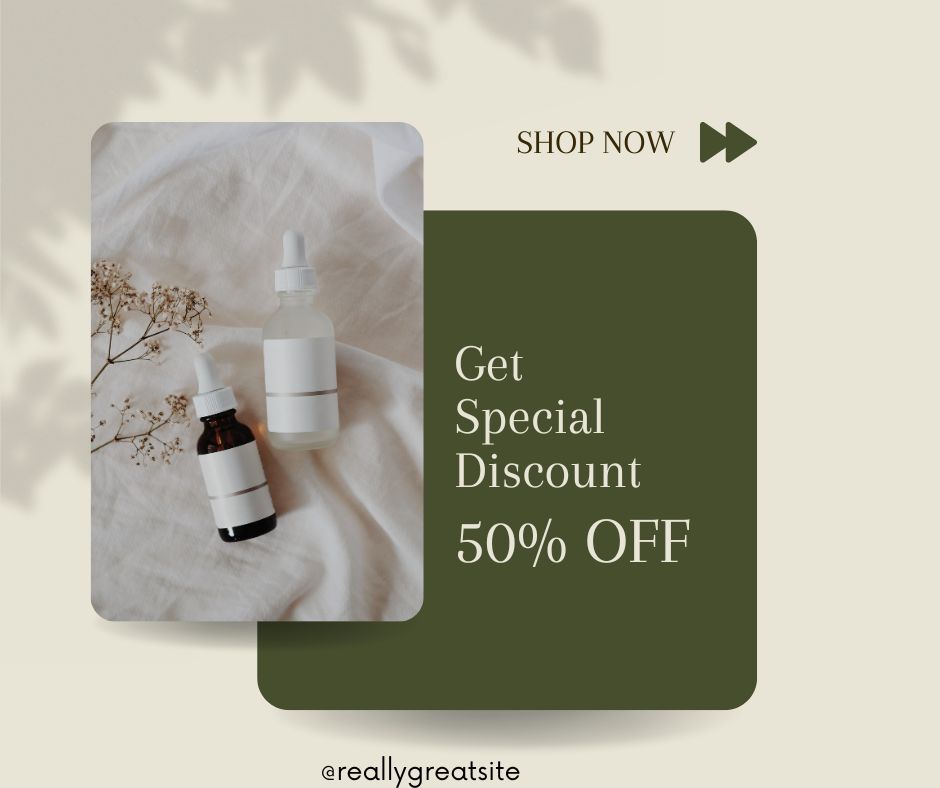 SHOP NOW
Get
Special
Discount
50% OFF
@reallygreatsite